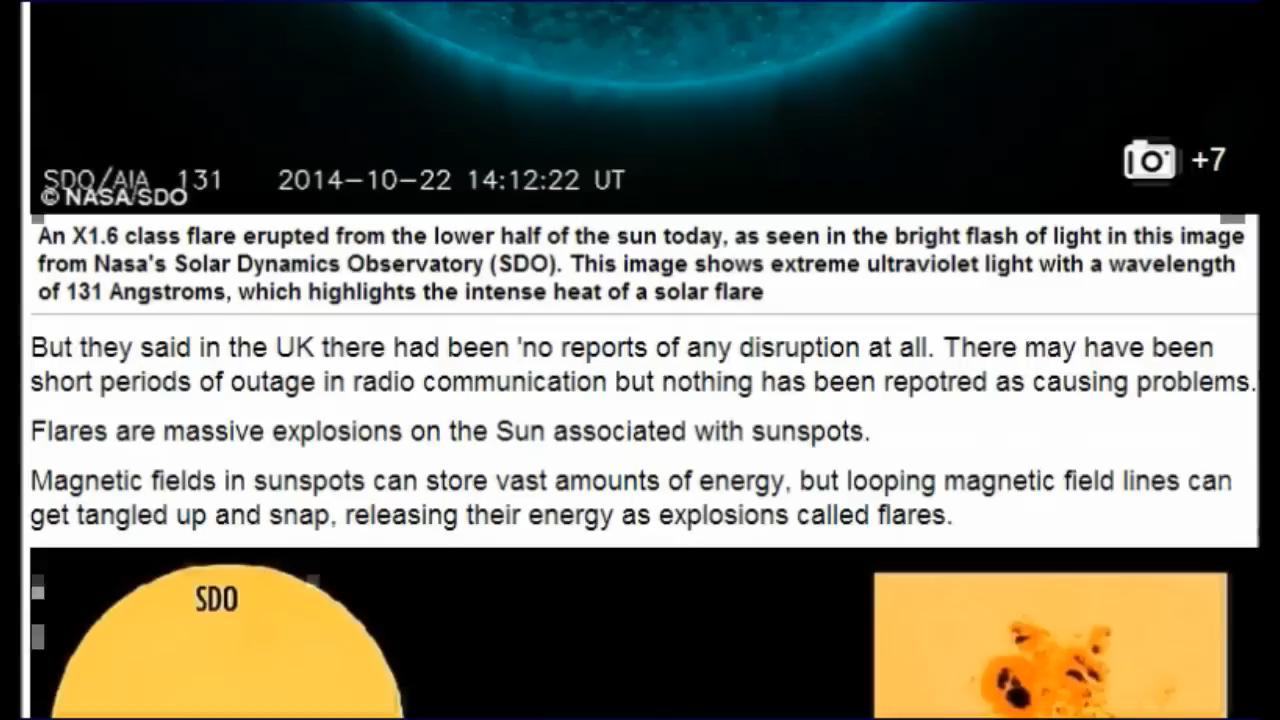 SDO/AIA 131 2014-10-22 14:12:22 UT
© NASA/SDO
+7
An X1.6 class flare erupted from the lower half of the sun today, as seen in the bright flash of light in this image
from Nasa's Solar Dynamics Observatory (SDO). This image shows extreme ultraviolet light with a wavelength
of 131 Angstroms, which highlights the intense heat of a solar flare
But they said in the UK there had been 'no reports of any disruption at all. There may have been
short periods of outage in radio communication but nothing has been repotred as causing problems.
Flares are massive explosions on the Sun associated with sunspots.
Magnetic fields in sunspots can store vast amounts of energy, but looping magnetic field lines can
get tangled up and snap, releasing their energy as explosions called flares.
SDO